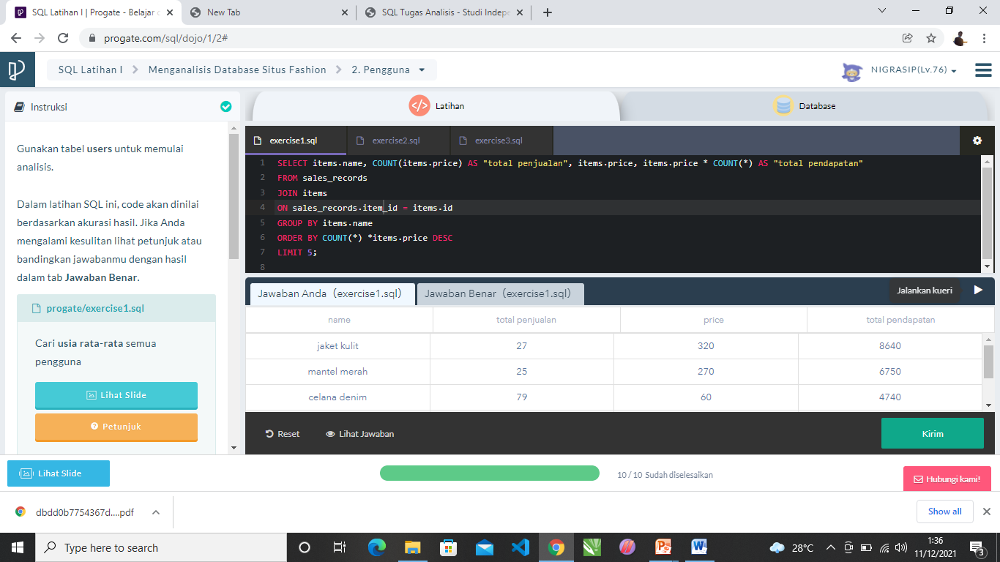 SQL Latihan I | Progate - Belajar
New Tab
SQL Tugas Analisis - Studi Indepe
progate.com/sql/dojo/1/2#
SQL Latihan I
Menganalisis Database Situs Fashion
2. Pengguna
NIGRASIP(Lv.76)
Instruksi
Latihan
Database
Gunakan tabel users untuk memulai
analisis.
Dalam latihan SQL ini, code akan dinilai
berdasarkan akurasi hasil. Jika Anda
mengalami kesulitan lihat petunjuk atau
bandingkan jawabanmu dengan hasil
dalam tab Jawaban Benar.
progate/exercise1.sql
Cari usia rata-rata semua
pengguna
Lihat Slide
Petunjuk
exercise1.sql
exercise2.sql
exercise3.sql
1 SELECT items.name, COUNT(items.price) AS "total penjualan", items.price, items.price * COUNT(*) AS "total pendapatan"
2 FROM sales_records
3 JOIN items
4 ON sales_records.item_id = items.id
5 GROUP BY items.name
6 ORDER BY COUNT(*) *items.price DESC
7 LIMIT 5;
8
Jawaban Anda（exercise1.sql）
Jawaban Benar（exercise1.sql）
Jalankan kueri
name total penjualan price total pendapatan
jaket kulit 27 320 8640
mantel merah 25 270 6750
celana denim 79 60 4740
Reset
Lihat Jawaban
Kirim
Lihat Slide
10 / 10 Sudah diselesaikan
Hubungi kami!
dbdd0b7754367d....pdf
Show all
Type here to search
28°C
1:36
11/12/2021
3